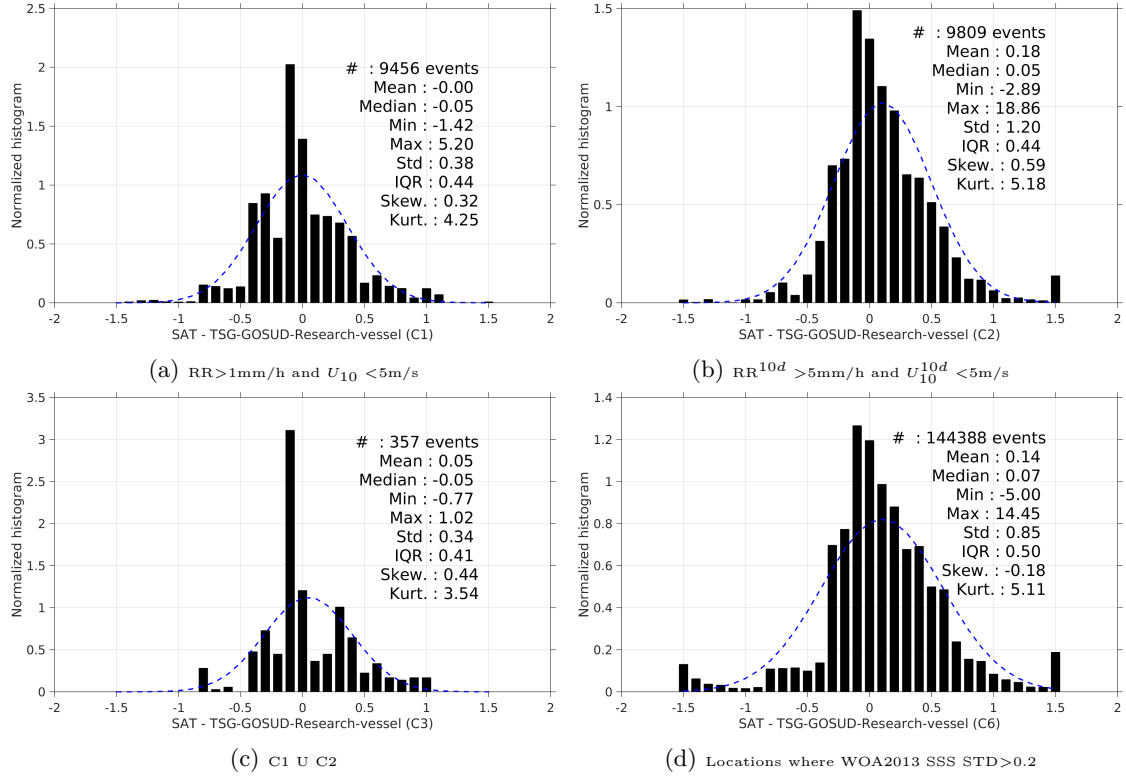 2.5
2
1.5
1
0.5
0
Normalized histogram
# : 9456 events
Mean : -0.00
Median : -0.05
Min : -1.42
Max : 5.20
Std : 0.38
IQR : 0.44
Skew. : 0.32
Kurt. : 4.25
-2 -1.5 -1 -0.5 0 0.5 1 1.5 2
SAT - TSG-GOSUD-Research-vessel (C1)
(a) RR>1mm/h and U10 <5m/s
1.5
1
0.5
0
Normalized histogram
# : 9809 events
Mean : 0.18
Median : 0.05
Min : -2.89
Max : 18.86
Std : 1.20
IQR : 0.44
Skew. : 0.59
Kurt. : 5.18
-2 -1.5 -1 -0.5 0 0.5 1 1.5 2
SAT - TSG-GOSUD-Research-vessel (C2)
(b) RR^10d >5mm/h and U10^10d <5m/s
3.5
3
2.5
2
1.5
1
0.5
0
Normalized histogram
# : 357 events
Mean : 0.05
Median : -0.05
Min : -0.77
Max : 1.02
Std : 0.34
IQR : 0.41
Skew. : 0.44
Kurt. : 3.54
-2 -1.5 -1 -0.5 0 0.5 1 1.5 2
SAT - TSG-GOSUD-Research-vessel (C3)
(c) C1 U C2
1.4
1.2
1
0.8
0.6
0.4
0.2
0
Normalized histogram
# : 144388 events
Mean : 0.14
Median : 0.07
Min : -5.00
Max : 14.45
Std : 0.85
IQR : 0.50
Skew. : -0.18
Kurt. : 5.11
-2 -1.5 -1 -0.5 0 0.5 1 1.5 2
SAT - TSG-GOSUD-Research-vessel (C6)
(d) Locations where WOA2013 SSS STD>0.2